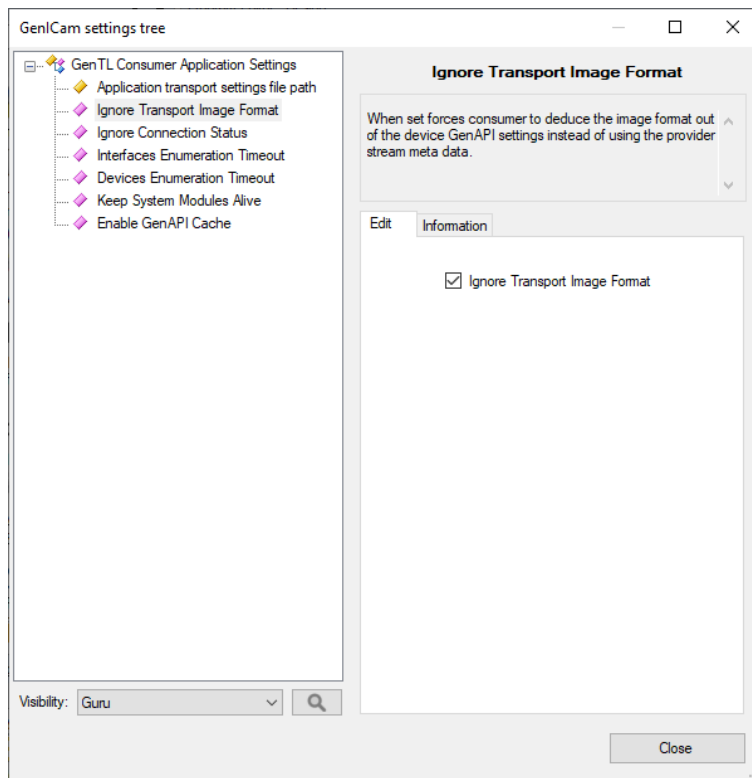 GenICam settings tree
GenTL Consumer Application Settings
Application transport settings file path
Ignore Transport Image Format
Ignore Connection Status
Interfaces Enumeration Timeout
Devices Enumeration Timeout
Keep System Modules Alive
Enable GenAPI Cache
Visibility:
Guru
Ignore Transport Image Format
When set forces consumer to deduce the image format out
of the device GenAPI settings instead of using the provider
stream meta data.
Edit
Information
Ignore Transport Image Format
Close